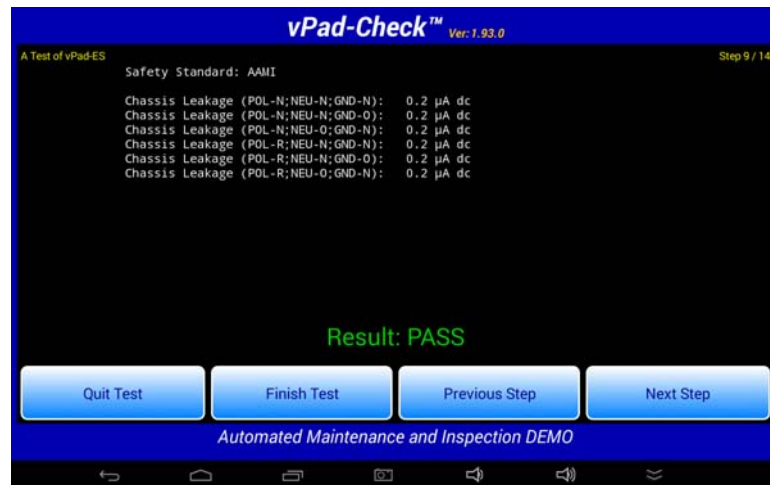 vPad-Check™ Ver: 1.93.0
A Test of vPad-ES
Step 9 / 14
Safety Standard: AAMI
Chassis Leakage (POL-N;NEU-N;GND-N): 0.2 µA dc
Chassis Leakage (POL-N;NEU-N;GND-O): 0.2 µA dc
Chassis Leakage (POL-N;NEU-O;GND-N): 0.2 µA dc
Chassis Leakage (POL-R;NEU-N;GND-N): 0.2 µA dc
Chassis Leakage (POL-R;NEU-N;GND-O): 0.2 µA dc
Chassis Leakage (POL-R;NEU-O;GND-N): 0.2 µA dc
Result: PASS
Quit Test
Finish Test
Previous Step
Next Step
Automated Maintenance and Inspection DEMO